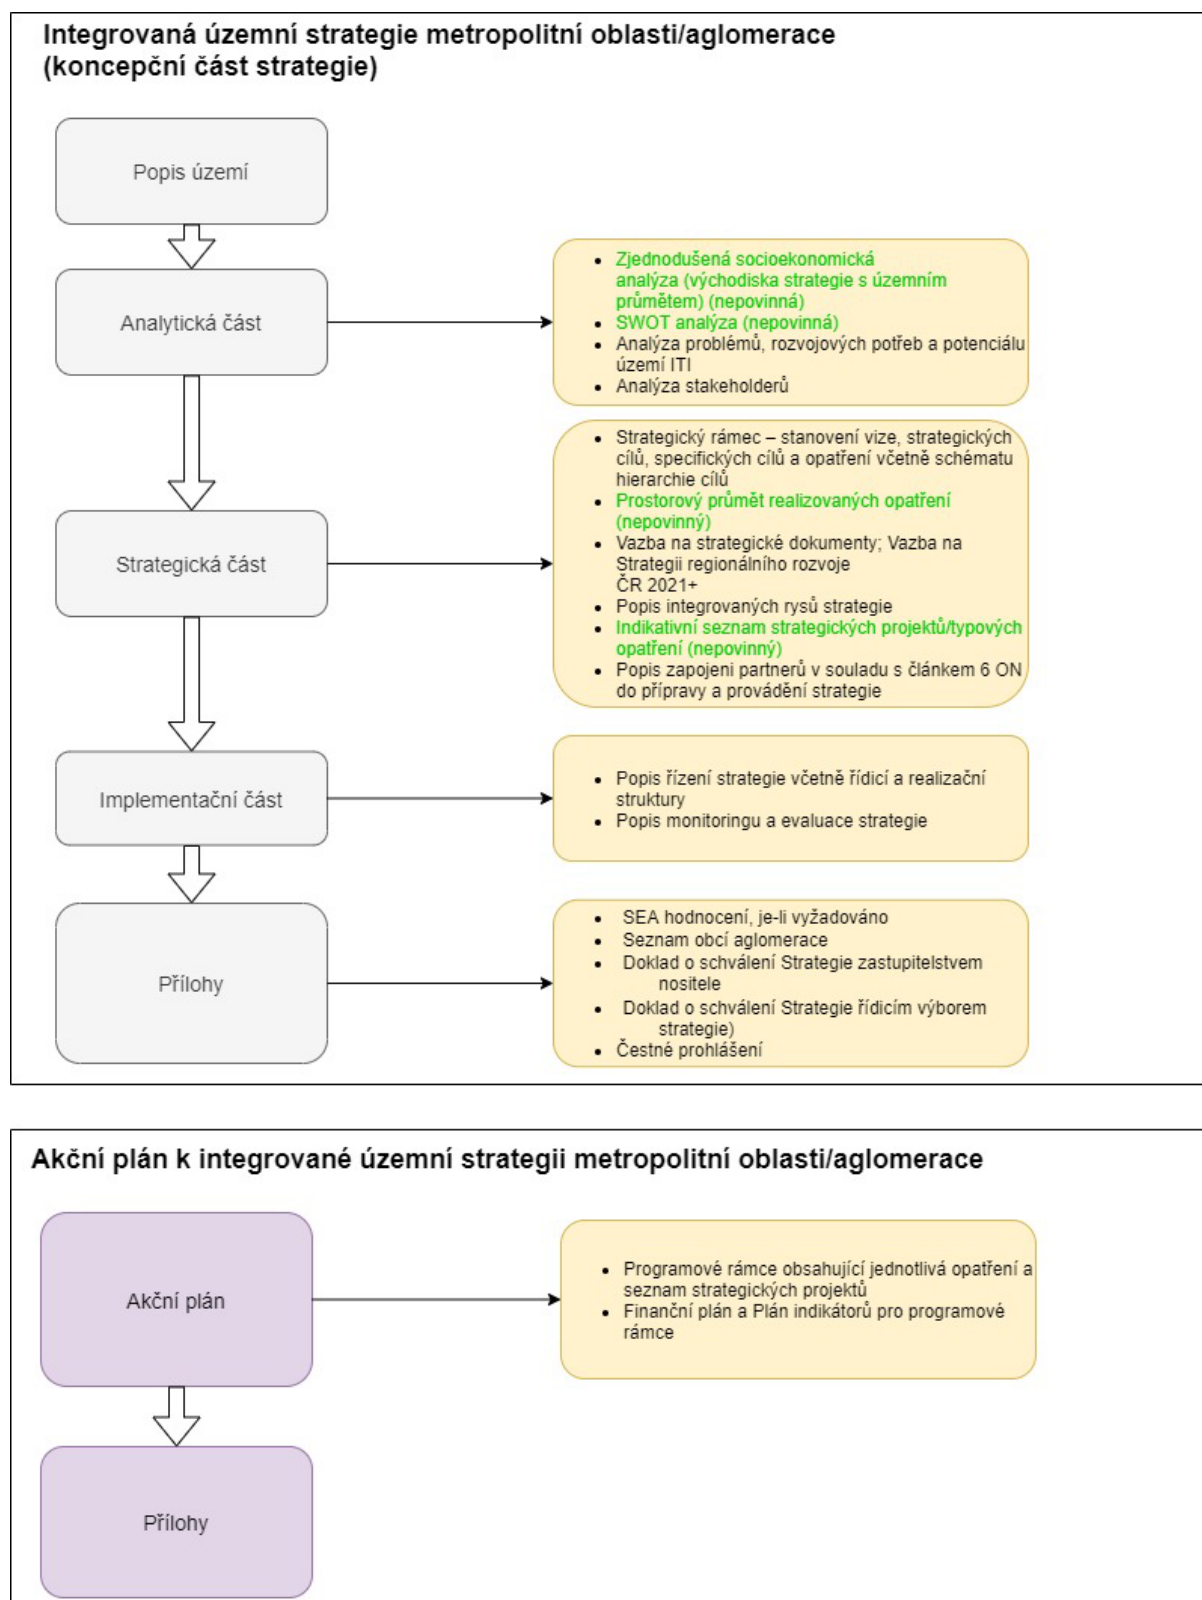 Integrovaná územní strategie metropolitní oblasti/aglomerace
(koncepční část strategie)
Popis území
Analytická část
• Zjednodušená socioekonomická
analýza (východiska strategie s územním
průmětem) (nepovinná)
• SWOT analýza (nepovinná)
• Analýza problémů, rozvojových potřeb a potenciálu
území ITI
• Analýza stakeholderů
Strategická část
• Strategický rámec – stanovení vize, strategických
cílů, specifických cílů a opatření včetně schématu
hierarchie cílů
• Prostorový průmět realizovaných opatření
(nepovinný)
• Vazba na strategické dokumenty; Vazba na
Strategii regionálního rozvoje
ČR 2021+
• Popis integrovaných rysů strategie
• Indikativní seznam strategických projektů/typových
opatření (nepovinný)
• Popis zapojeni partnerů v souladu s článkem 6 ON
do přípravy a provádění strategie
Implementační část
• Popis řízení strategie včetně řídicí a realizační
struktury
• Popis monitoringu a evaluace strategie
Přílohy
• SEA hodnocení, je-li vyžadováno
• Seznam obcí aglomerace
• Doklad o schválení Strategie zastupitelstvem
nositele
• Doklad o schválení Strategie řídicím výborem
strategie)
• Čestné prohlášení
Akční plán k integrované územní strategii metropolitní oblasti/aglomerace
Akční plán
• Programové rámce obsahující jednotlivá opatření a
seznam strategických projektů
• Finanční plán a Plán indikátorů pro programové
rámce
Přílohy